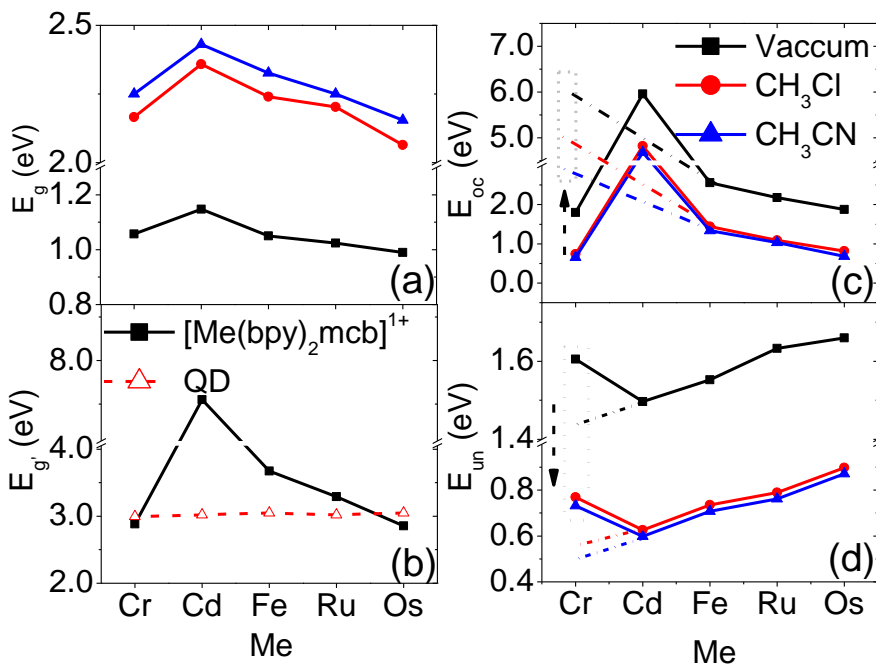 2.5
2.0
1.2
1.0
0.8
E_g (eV)
(a)
[Me(bpy)_2mcb]^1+
QD
8.0
4.0
3.0
2.0
E_g' (eV)
(b)
Cr Cd Fe Ru Os
Me
7.0
6.0
5.0
2.0
1.0
0.0
E_oc (eV)
Vaccum
CH_3Cl
CH_3CN
(c)
1.6
1.4
0.8
0.6
0.4
E_un (eV)
(d)
Cr Cd Fe Ru Os
Me